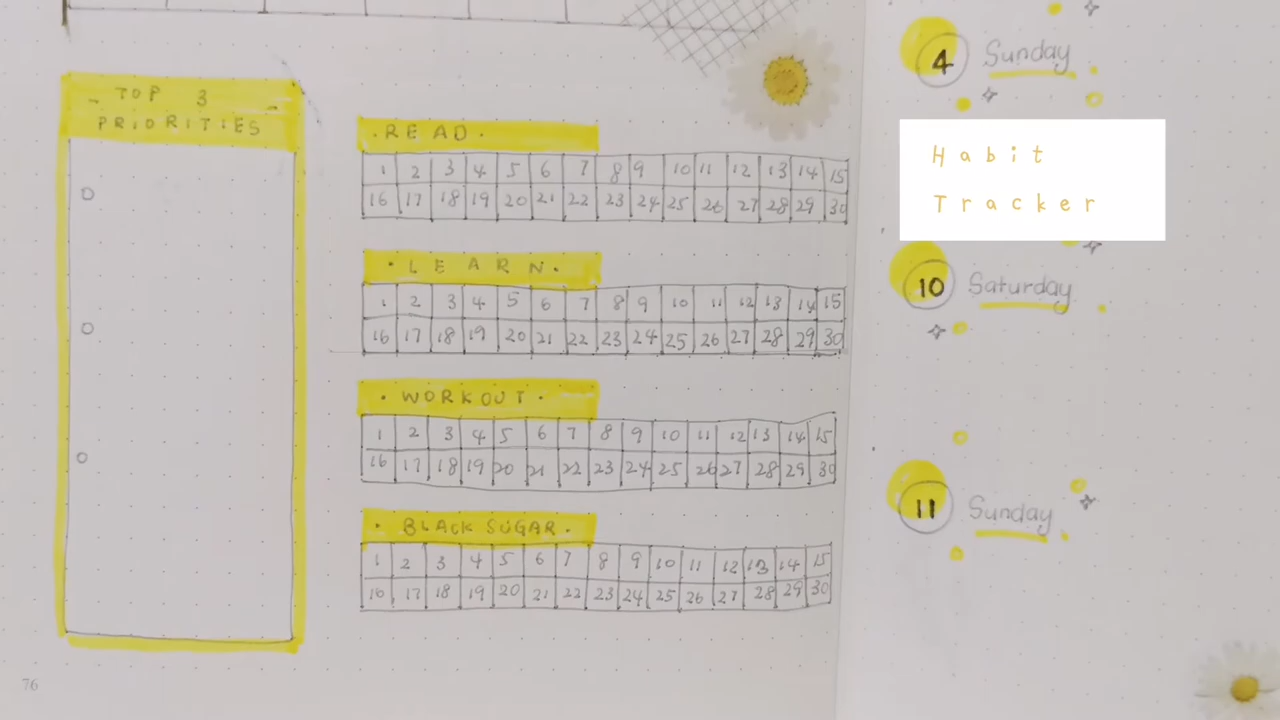 TOP 3
PRIORITIES
· READ ·
1 2 3 4 5 6 7 8 9 10 11 12 13 14 15
16 17 18 19 20 21 22 23 24 25 26 27 28 29 30
· LEARN ·
1 2 3 4 5 6 7 8 9 10 11 12 13 14 15
16 17 18 19 20 21 22 23 24 25 26 27 28 29 30
· WORKOUT ·
1 2 3 4 5 6 7 8 9 10 11 12 13 14 15
16 17 18 19 20 21 22 23 24 25 26 27 28 29 30
· BLACK SUGAR ·
1 2 3 4 5 6 7 8 9 10 11 12 13 14 15
16 17 18 19 20 21 22 23 24 25 26 27 28 29 30
76
4 Sunday
Habit
Tracker
10 Saturday
11 Sunday